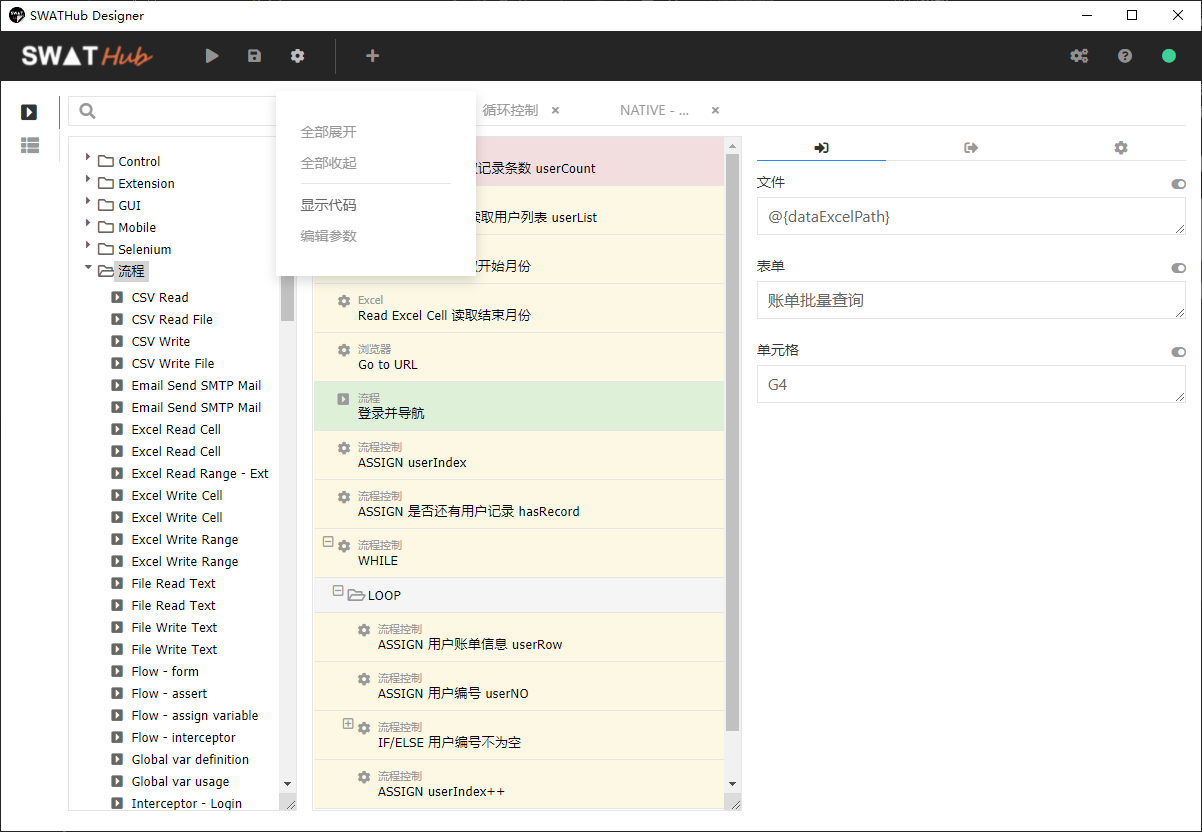 SWATHub Designer
SWAT Hub
循环控制
NATIVE - ...
全部展开
全部收起
显示代码
编辑参数
Control
Extension
GUI
Mobile
Selenium
流程
CSV Read
CSV Read File
CSV Write
CSV Write File
Email Send SMTP Mail
Email Send SMTP Mail
Excel Read Cell
Excel Read Cell
Excel Read Range - Ext
Excel Write Cell
Excel Write Cell
Excel Write Range
Excel Write Range
File Read Text
File Read Text
File Write Text
File Write Text
Flow - form
Flow - assert
Flow - assign variable
Flow - interceptor
Global var definition
Global var usage
Interceptor - Login
记录条数 userCount
读取用户列表 userList
开始月份
Excel
Read Excel Cell 读取结束月份
浏览器
Go to URL
流程
登录并导航
流程控制
ASSIGN userIndex
流程控制
ASSIGN 是否还有用户记录 hasRecord
流程控制
WHILE
LOOP
流程控制
ASSIGN 用户账单信息 userRow
流程控制
ASSIGN 用户编号 userNO
流程控制
IF/ELSE 用户编号不为空
流程控制
ASSIGN userIndex++
文件
@{dataExcelPath}
表单
账单批量查询
单元格
G4